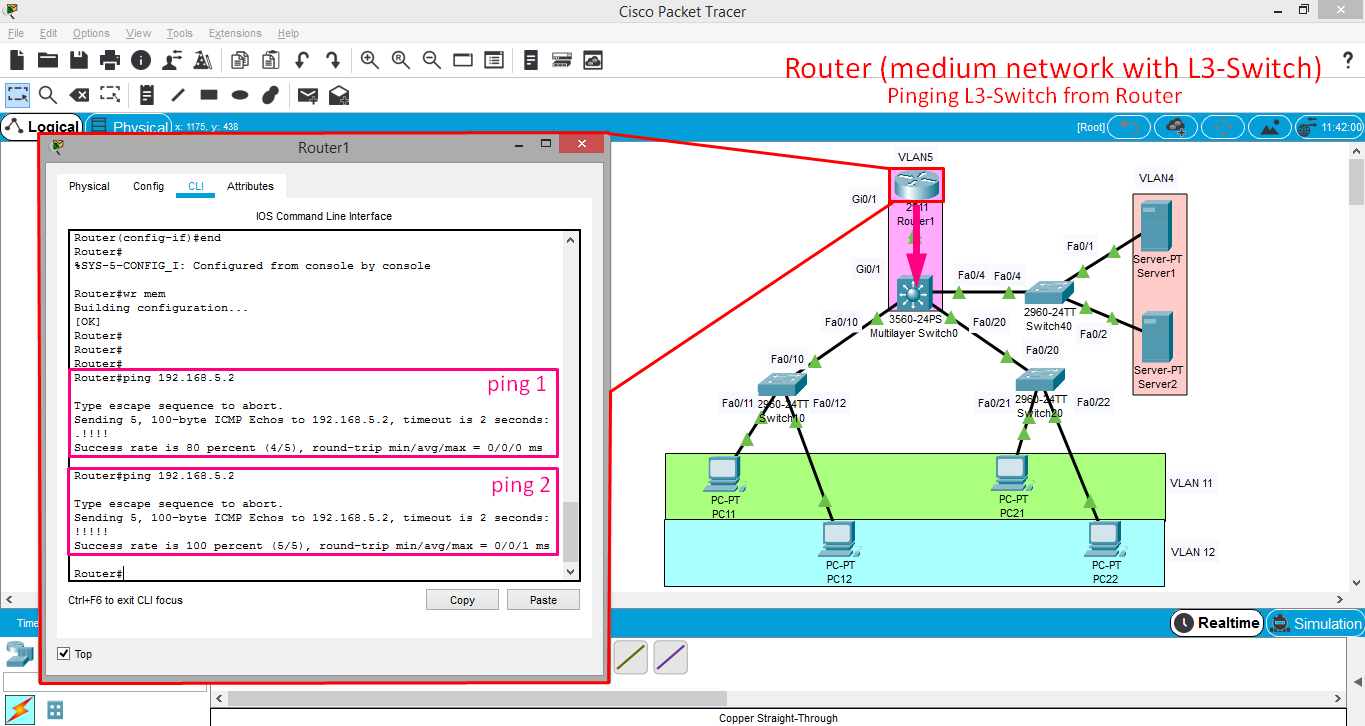 Cisco Packet Tracer
File Edit Options View Tools Extensions Help
Router (medium network with L3-Switch)
Pinging L3-Switch from Router
?
Logical Physical x: 1175, y: 438
[Root] 11:42:00
Router1
Physical Config CLI Attributes
IOS Command Line Interface
Router(config-if)#end
Router#
%SYS-5-CONFIG_I: Configured from console by console
Router#wr mem
Building configuration...
[OK]
Router#
Router#
Router#
Router#ping 192.168.5.2
ping 1
Type escape sequence to abort.
Sending 5, 100-byte ICMP Echos to 192.168.5.2, timeout is 2 seconds:
.!!!!
Success rate is 80 percent (4/5), round-trip min/avg/max = 0/0/0 ms
Router#ping 192.168.5.2
ping 2
Type escape sequence to abort.
Sending 5, 100-byte ICMP Echos to 192.168.5.2, timeout is 2 seconds:
!!!!!
Success rate is 100 percent (5/5), round-trip min/avg/max = 0/0/1 ms
Router#
Ctrl+F6 to exit CLI focus
Copy Paste
Top
VLAN5
Gi0/1
2911
Router1
Gi0/1
3560-24PS
Multilayer Switch0
VLAN4
Fa0/1
Server-PT
Server1
Fa0/4 Fa0/4
2960-24TT
Switch40
Fa0/2
Server-PT
Server2
Fa0/10
Fa0/20
Fa0/10
Fa0/20
2960-24TT
Switch10
Fa0/11 Fa0/12
2960-24TT
Switch20
Fa0/21 Fa0/22
PC-PT
PC11
PC-PT
PC21
VLAN 11
PC-PT
PC12
PC-PT
PC22
VLAN 12
Time
Realtime Simulation
Copper Straight-Through